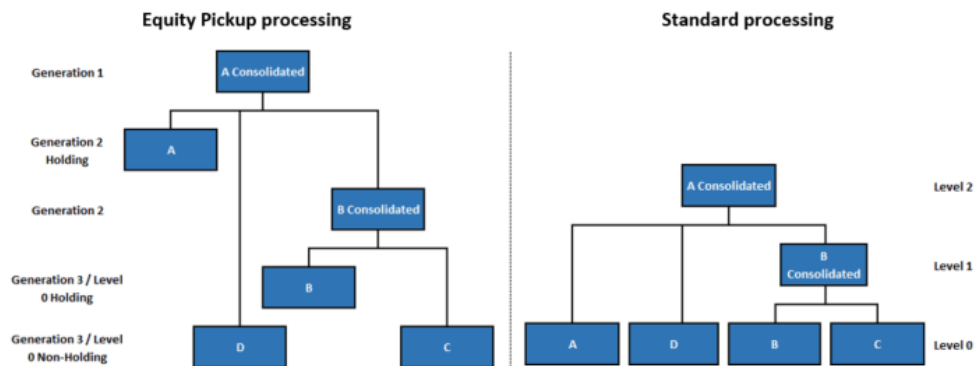 Equity Pickup processing
Standard processing
Generation 1
A Consolidated
Generation 2
Holding
A
Generation 2
B Consolidated
Generation 3 / Level
0 Holding
B
Generation 3 / Level
0 Non-Holding
D
C
A Consolidated
Level 2
B
Consolidated
Level 1
A
D
B
C
Level 0